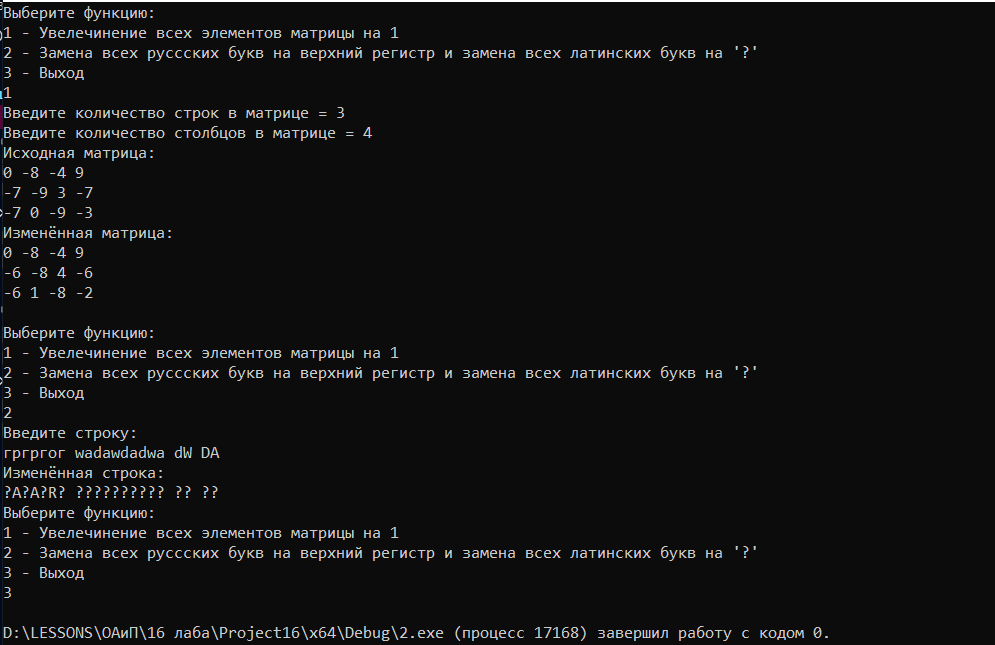 Выберите функцию:
1 - Увелечинение всех элементов матрицы на 1
2 - Замена всех руссских букв на верхний регистр и замена всех латинских букв на '?'
3 - Выход
1
Введите количество строк в матрице = 3
Введите количество столбцов в матрице = 4
Исходная матрица:
0 -8 -4 9
-7 -9 3 -7
-7 0 -9 -3
Изменённая матрица:
0 -8 -4 9
-6 -8 4 -6
-6 1 -8 -2
Выберите функцию:
1 - Увелечинение всех элементов матрицы на 1
2 - Замена всех руссских букв на верхний регистр и замена всех латинских букв на '?'
3 - Выход
2
Введите строку:
гргргог wadawdadwa dW DA
Изменённая строка:
?A?A?R? ?????????? ?? ??
Выберите функцию:
1 - Увелечинение всех элементов матрицы на 1
2 - Замена всех руссских букв на верхний регистр и замена всех латинских букв на '?'
3 - Выход
3
D:\LESSONS\ОАиП\16 лаба\Project16\x64\Debug\2.exe (процесс 17168) завершил работу с кодом 0.